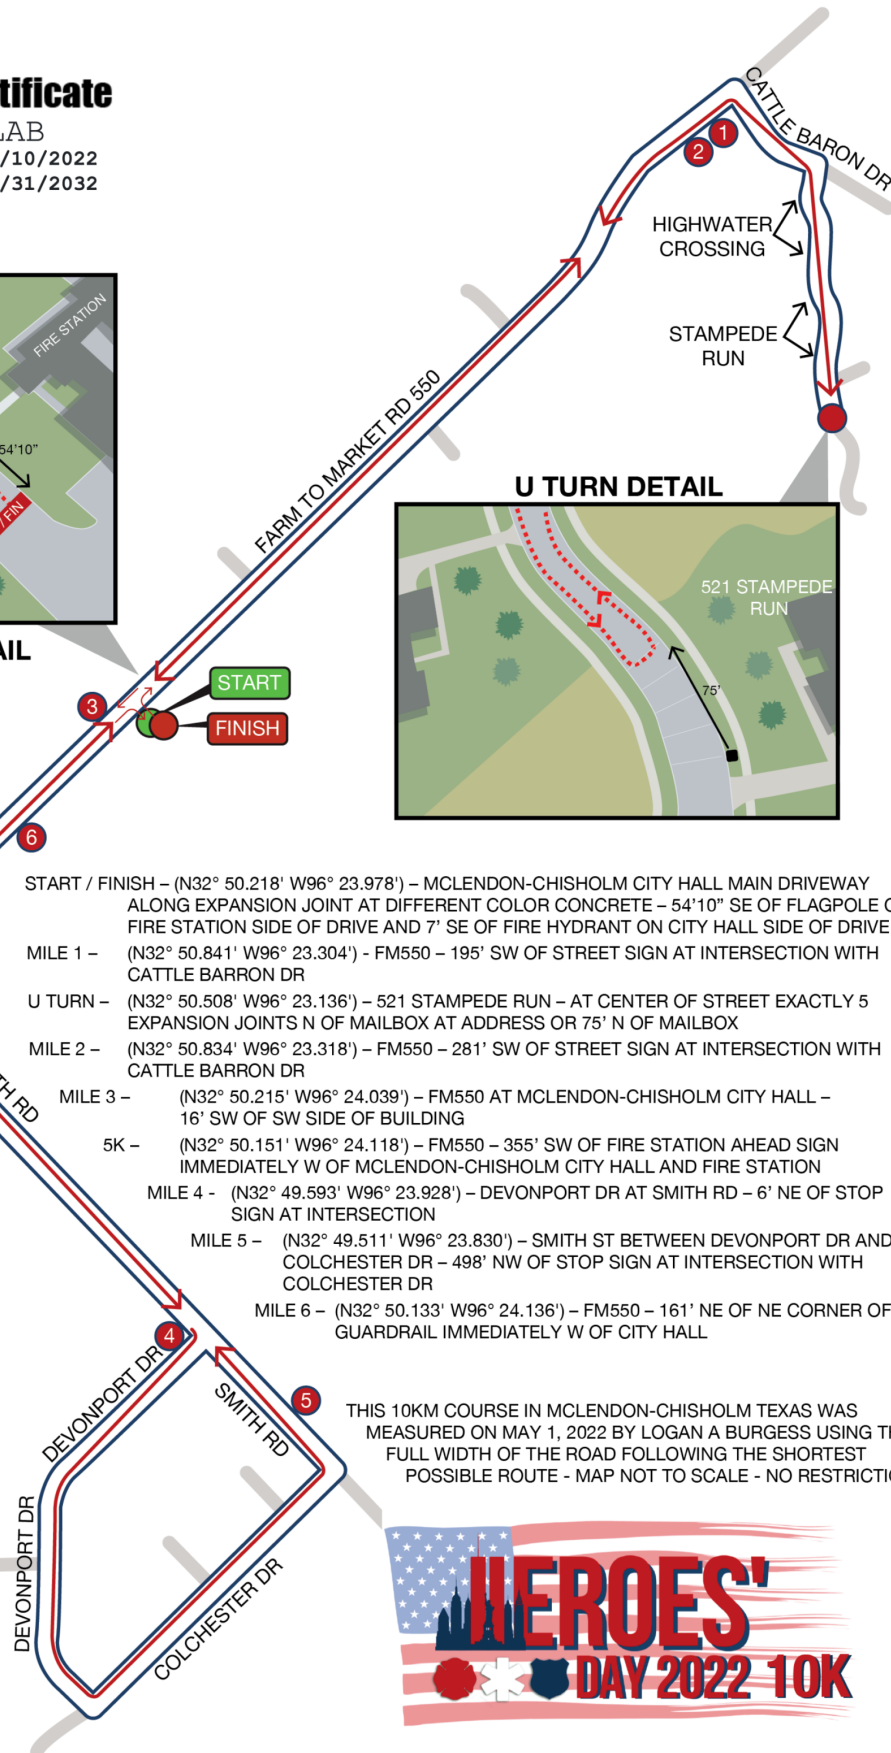 tificate
LAB
/10/2022
/31/2032
CATTLE BARON DR
1
2
HIGHWATER
CROSSING
FIRE STATION
STAMPEDE
RUN
FARM TO MARKET RD 550
54'10"
/ FIN
U TURN DETAIL
521 STAMPEDE
RUN
75'
AIL
START
3
FINISH
6
START / FINISH – (N32° 50.218' W96° 23.978') – MCLENDON-CHISHOLM CITY HALL MAIN DRIVEWAY
ALONG EXPANSION JOINT AT DIFFERENT COLOR CONCRETE – 54'10” SE OF FLAGPOLE
FIRE STATION SIDE OF DRIVE AND 7’ SE OF FIRE HYDRANT ON CITY HALL SIDE OF DRIVE
MILE 1 – (N32° 50.841' W96° 23.304') - FM550 – 195’ SW OF STREET SIGN AT INTERSECTION WITH
CATTLE BARRON DR
U TURN – (N32° 50.508' W96° 23.136') – 521 STAMPEDE RUN – AT CENTER OF STREET EXACTLY 5
EXPANSION JOINTS N OF MAILBOX AT ADDRESS OR 75’ N OF MAILBOX
MILE 2 – (N32° 50.834' W96° 23.318') – FM550 – 281’ SW OF STREET SIGN AT INTERSECTION WITH
CATTLE BARRON DR
TH RD
MILE 3 – (N32° 50.215' W96° 24.039') – FM550 AT MCLENDON-CHISHOLM CITY HALL –
16’ SW OF SW SIDE OF BUILDING
5K – (N32° 50.151' W96° 24.118') – FM550 – 355’ SW OF FIRE STATION AHEAD SIGN
IMMEDIATELY W OF MCLENDON-CHISHOLM CITY HALL AND FIRE STATION
MILE 4 - (N32° 49.593' W96° 23.928') – DEVONPORT DR AT SMITH RD – 6’ NE OF STOP
SIGN AT INTERSECTION
MILE 5 – (N32° 49.511' W96° 23.830') – SMITH ST BETWEEN DEVONPORT DR AND
COLCHESTER DR – 498’ NW OF STOP SIGN AT INTERSECTION WITH
COLCHESTER DR
MILE 6 – (N32° 50.133' W96° 24.136') – FM550 – 161’ NE OF NE CORNER OF
GUARDRAIL IMMEDIATELY W OF CITY HALL
4
DEVONPORT DR
SMITH RD
5
THIS 10KM COURSE IN MCLENDON-CHISHOLM TEXAS WAS
MEASURED ON MAY 1, 2022 BY LOGAN A BURGESS USING
FULL WIDTH OF THE ROAD FOLLOWING THE SHORTEST
POSSIBLE ROUTE - MAP NOT TO SCALE - NO RESTRICTI
DEVONPORT DR
COLCHESTER DR
HEROES'
DAY 2022 10K